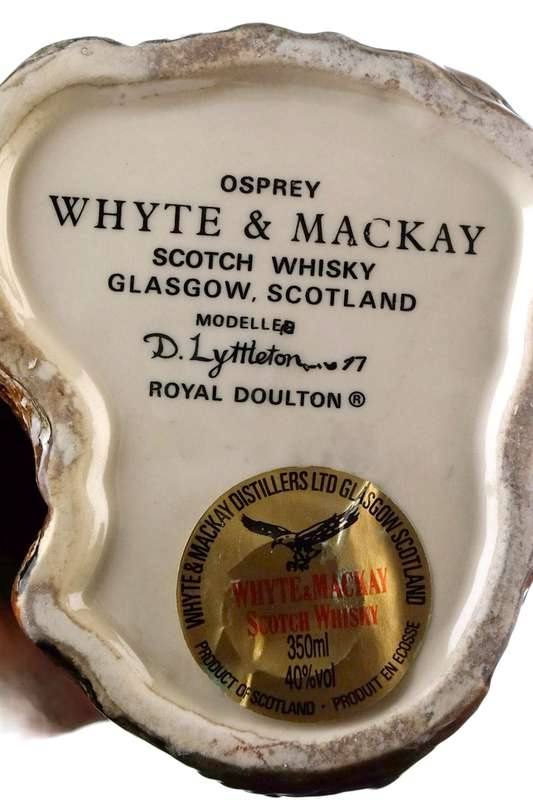 OSPREY
WHYTE & MACKAY
SCOTCH WHISKY
GLASGOW, SCOTLAND
MODELLED
D. Lyttleton
ROYAL DOULTON ®
WHYTE & MACKAY DISTILLERS LTD GLASGOW SCOTLAND
WHYTE & MACKAY
SCOTCH WHISKY
350ml
40%vol
PRODUCT OF SCOTLAND · PRODUIT EN ECOSSE